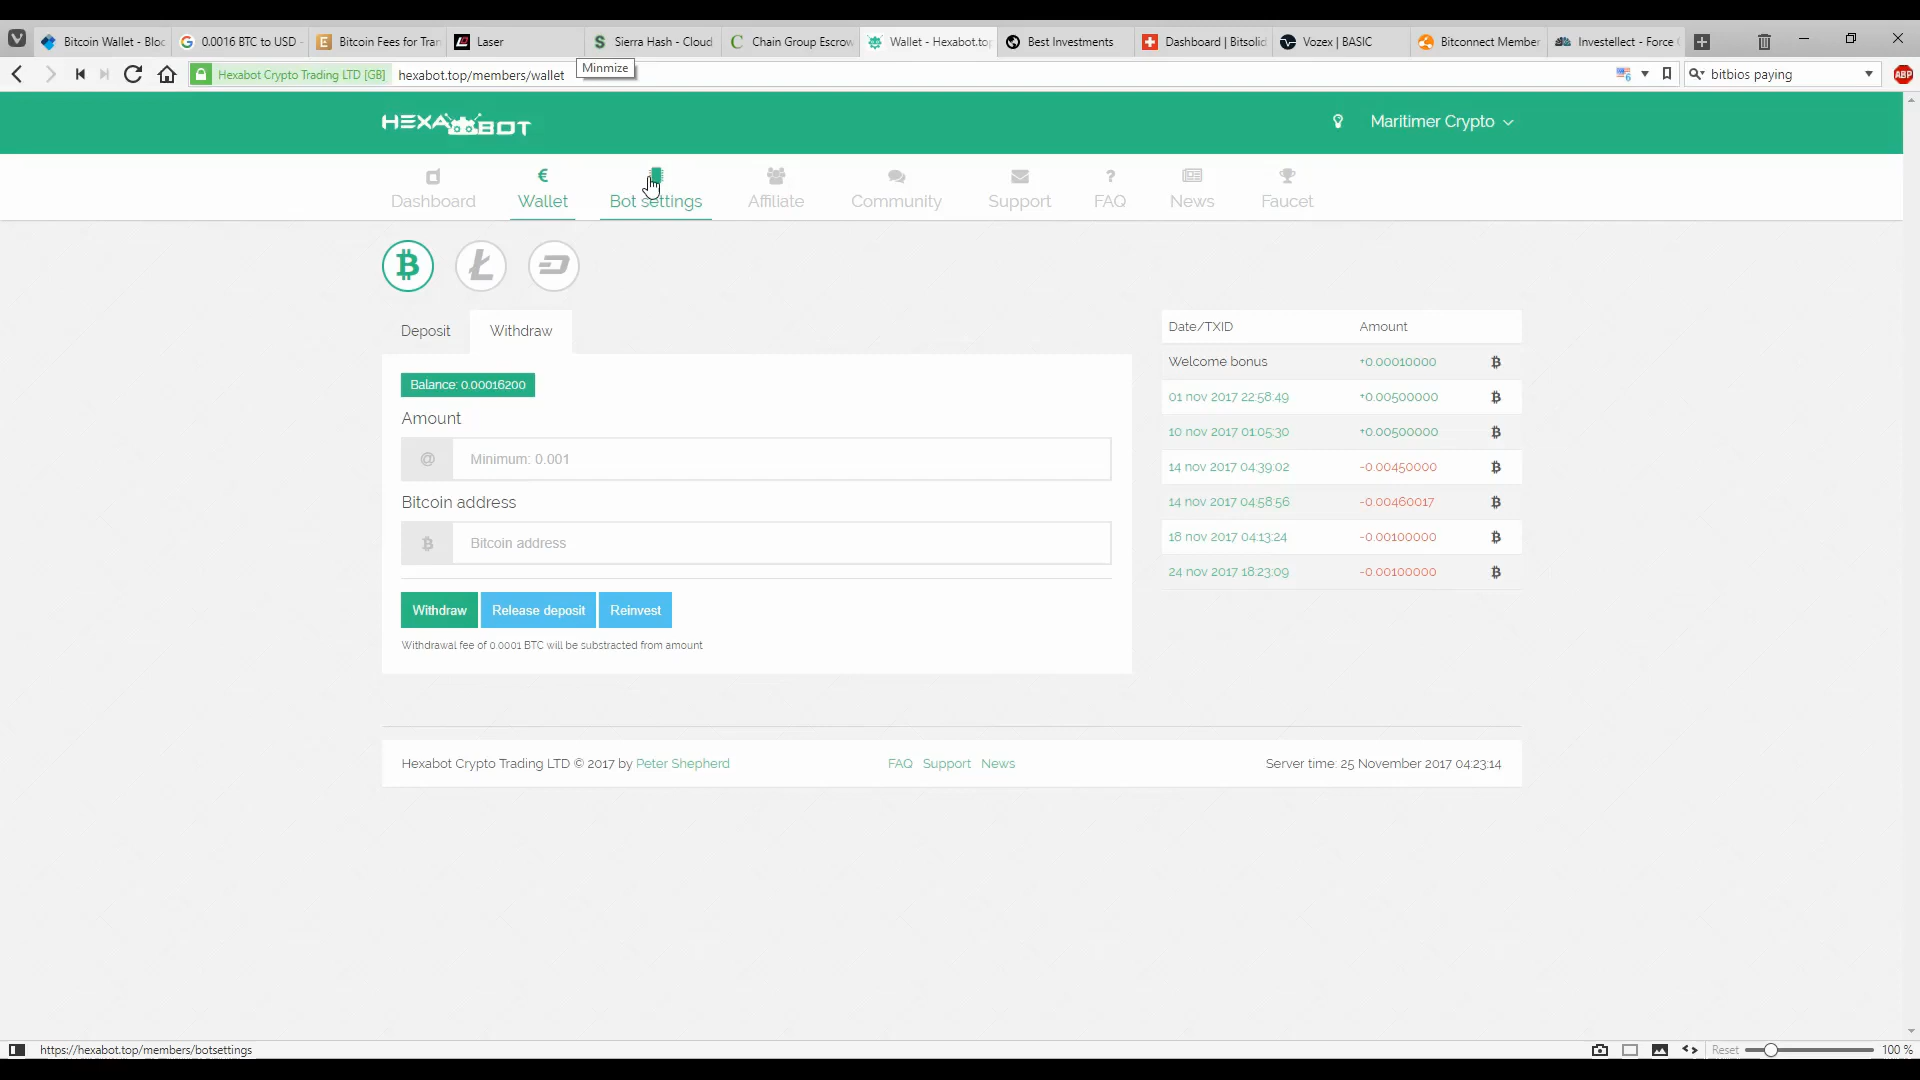 Bitcoin Wallet - Bloc
0.0016 BTC to USD -
Bitcoin Fees for Tran
Laser
Sierra Hash - Cloud
Chain Group Escrow
Wallet - Hexabot.top
Best Investments
Dashboard | Bitsolid
Vozex | BASIC
Bitconnect Member
Investellect - Force
Hexabot Crypto Trading LTD [GB]
hexabot.top/members/wallet
Minmize
bitbios paying
ABP
HEXABOT
Maritimer Crypto
Dashboard
Wallet
Bot settings
Affiliate
Community
Support
FAQ
News
Faucet
Deposit
Withdraw
Balance: 0.00016200
Amount
Minimum: 0.001
Bitcoin address
Bitcoin address
Withdraw
Release deposit
Reinvest
Withdrawal fee of 0.0001 BTC will be substracted from amount
Date/TXID Amount
Welcome bonus +0.00010000
01 nov 2017 22:58:49 +0.00500000
10 nov 2017 01:05:30 +0.00500000
14 nov 2017 04:39:02 -0.00450000
14 nov 2017 04:58:56 -0.00460017
18 nov 2017 04:13:24 -0.00100000
24 nov 2017 18:23:09 -0.00100000
Hexabot Crypto Trading LTD © 2017 by Peter Shepherd
FAQ Support News
Server time: 25 November 2017 04:23:14
https://hexabot.top/members/botsettings
Reset
100 %